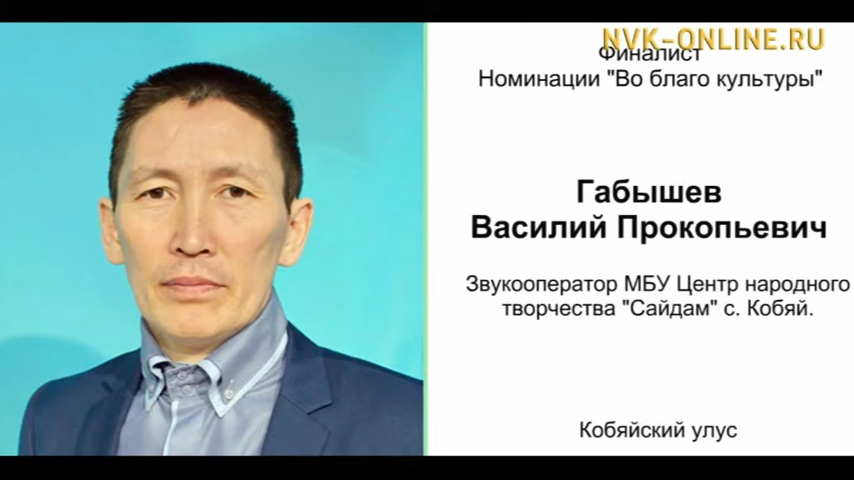 NVK-ONLINE.RU
Финалист
Номинации "Во благо культуры"
Габышев
Василий Прокопьевич
Звукооператор МБУ Центр народного
творчества "Сайдам" с. Кобяй.
Кобяйский улус